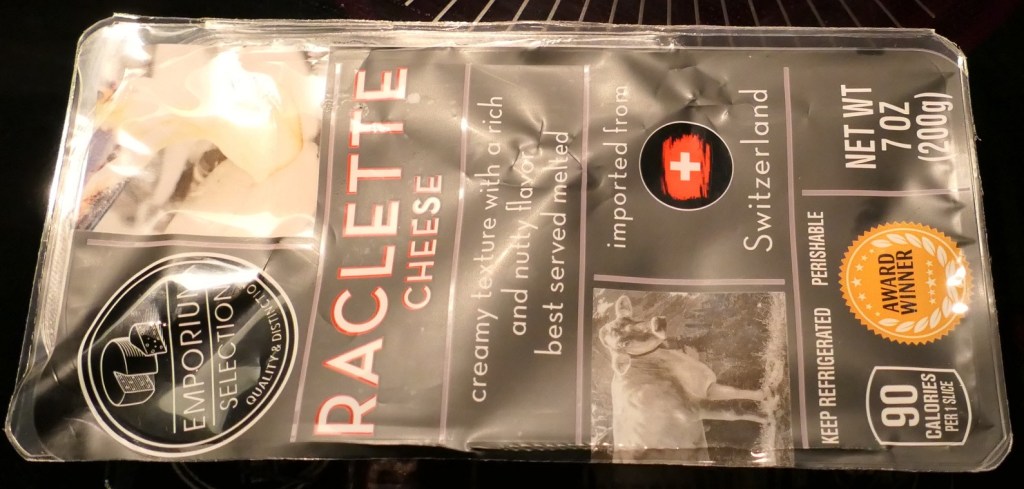 EMPORIUM
SELECTION
QUALITY & DISTINCTIO
RACLETTE
CHEESE
creamy texture with a rich
and nutty flavor,
best served melted
imported from
Switzerland
KEEP REFRIGERATED PERISHABLE
90
CALORIES
PER 1 SLICE
AWARD
WINNER
NET WT
7 OZ
(200g)